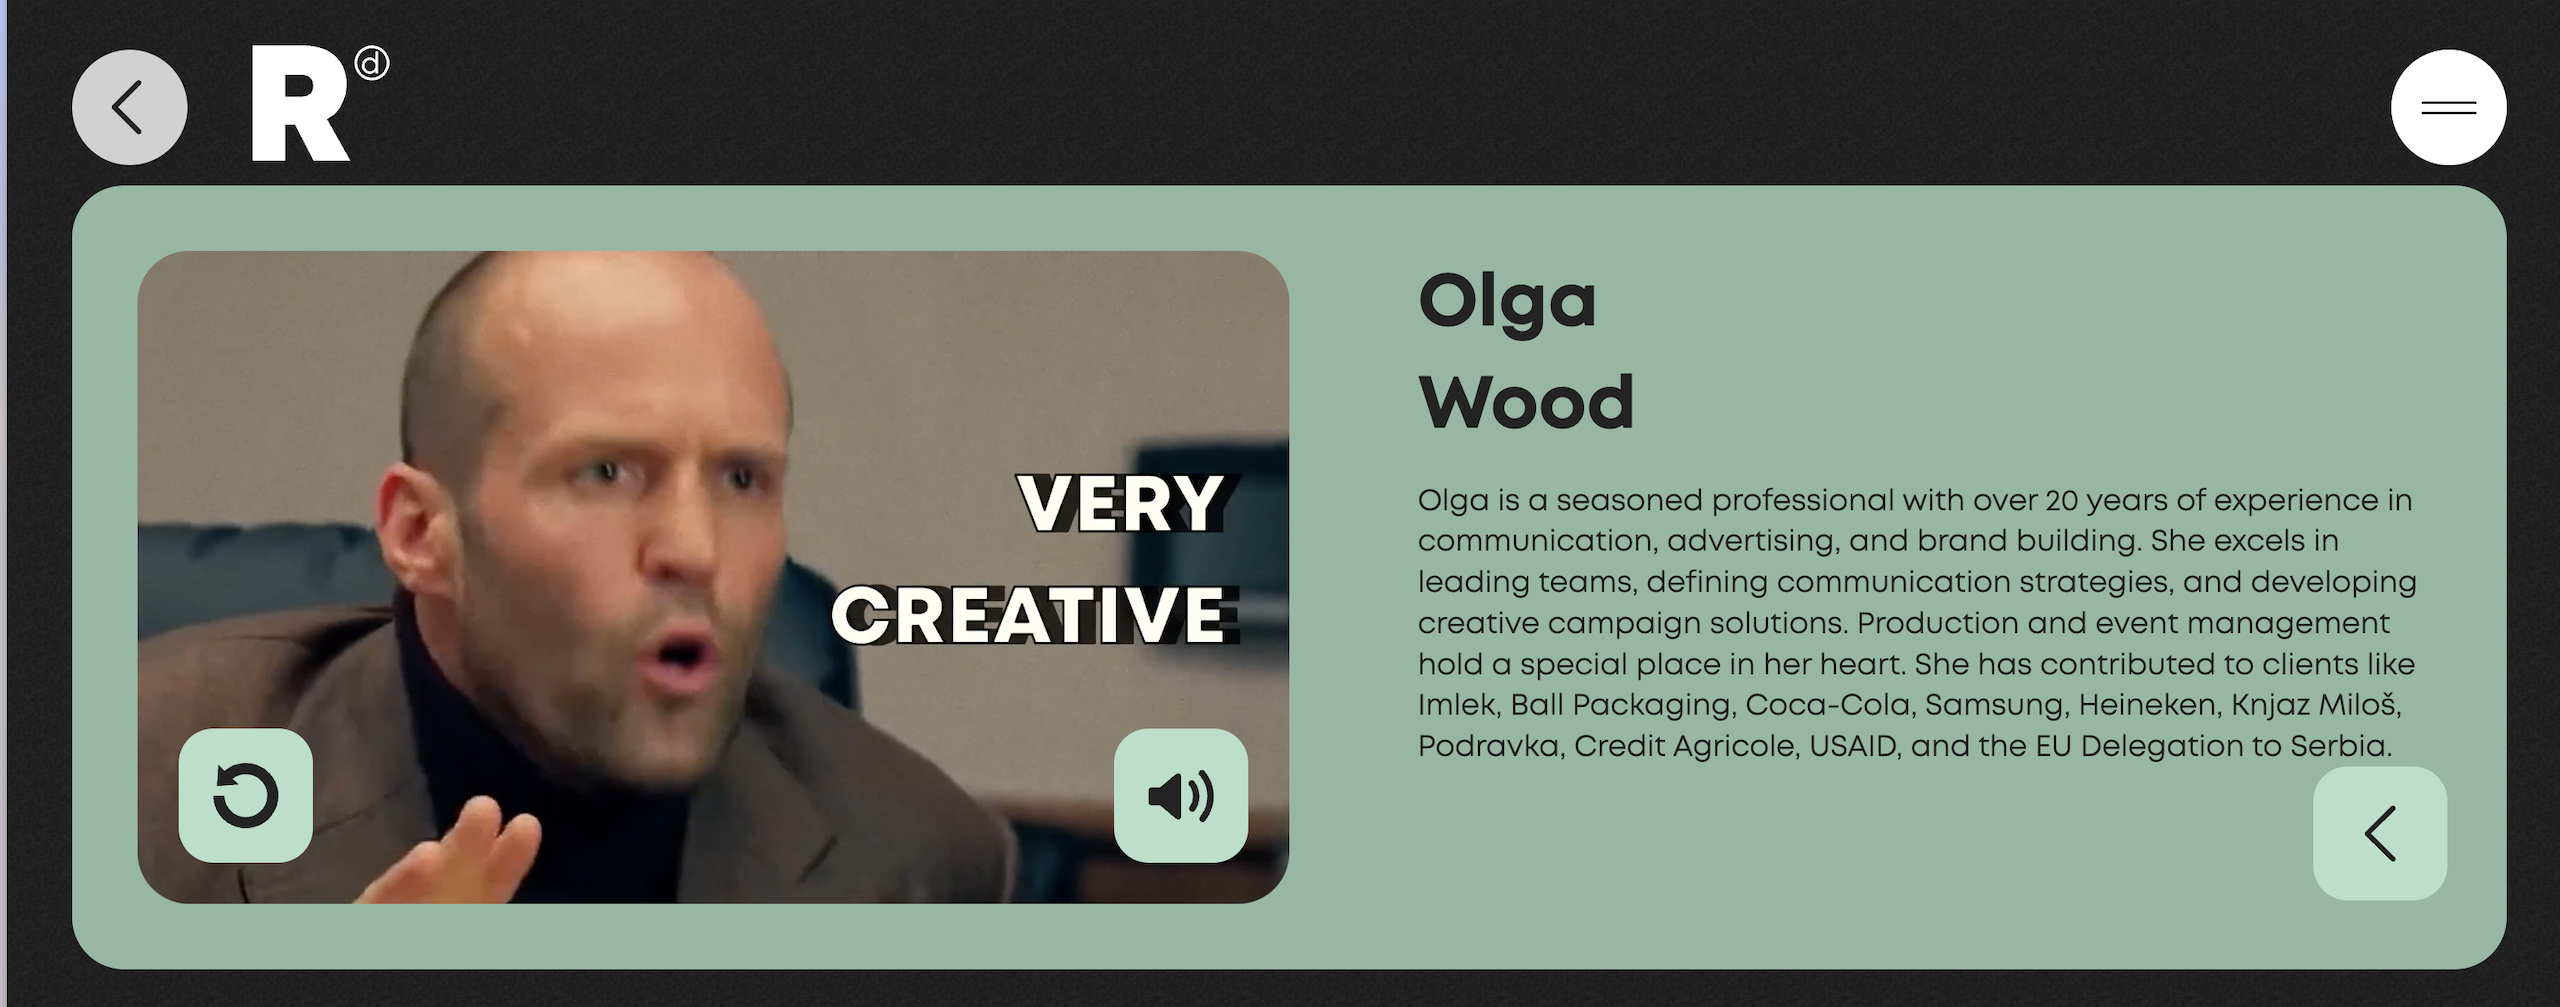 R ⓓ
VERY
CREATIVE
Olga
Wood
Olga is a seasoned professional with over 20 years of experience in
communication, advertising, and brand building. She excels in
leading teams, defining communication strategies, and developing
creative campaign solutions. Production and event management
hold a special place in her heart. She has contributed to clients like
Imlek, Ball Packaging, Coca-Cola, Samsung, Heineken, Knjaz Miloš,
Podravka, Credit Agricole, USAID, and the EU Delegation to Serbia.